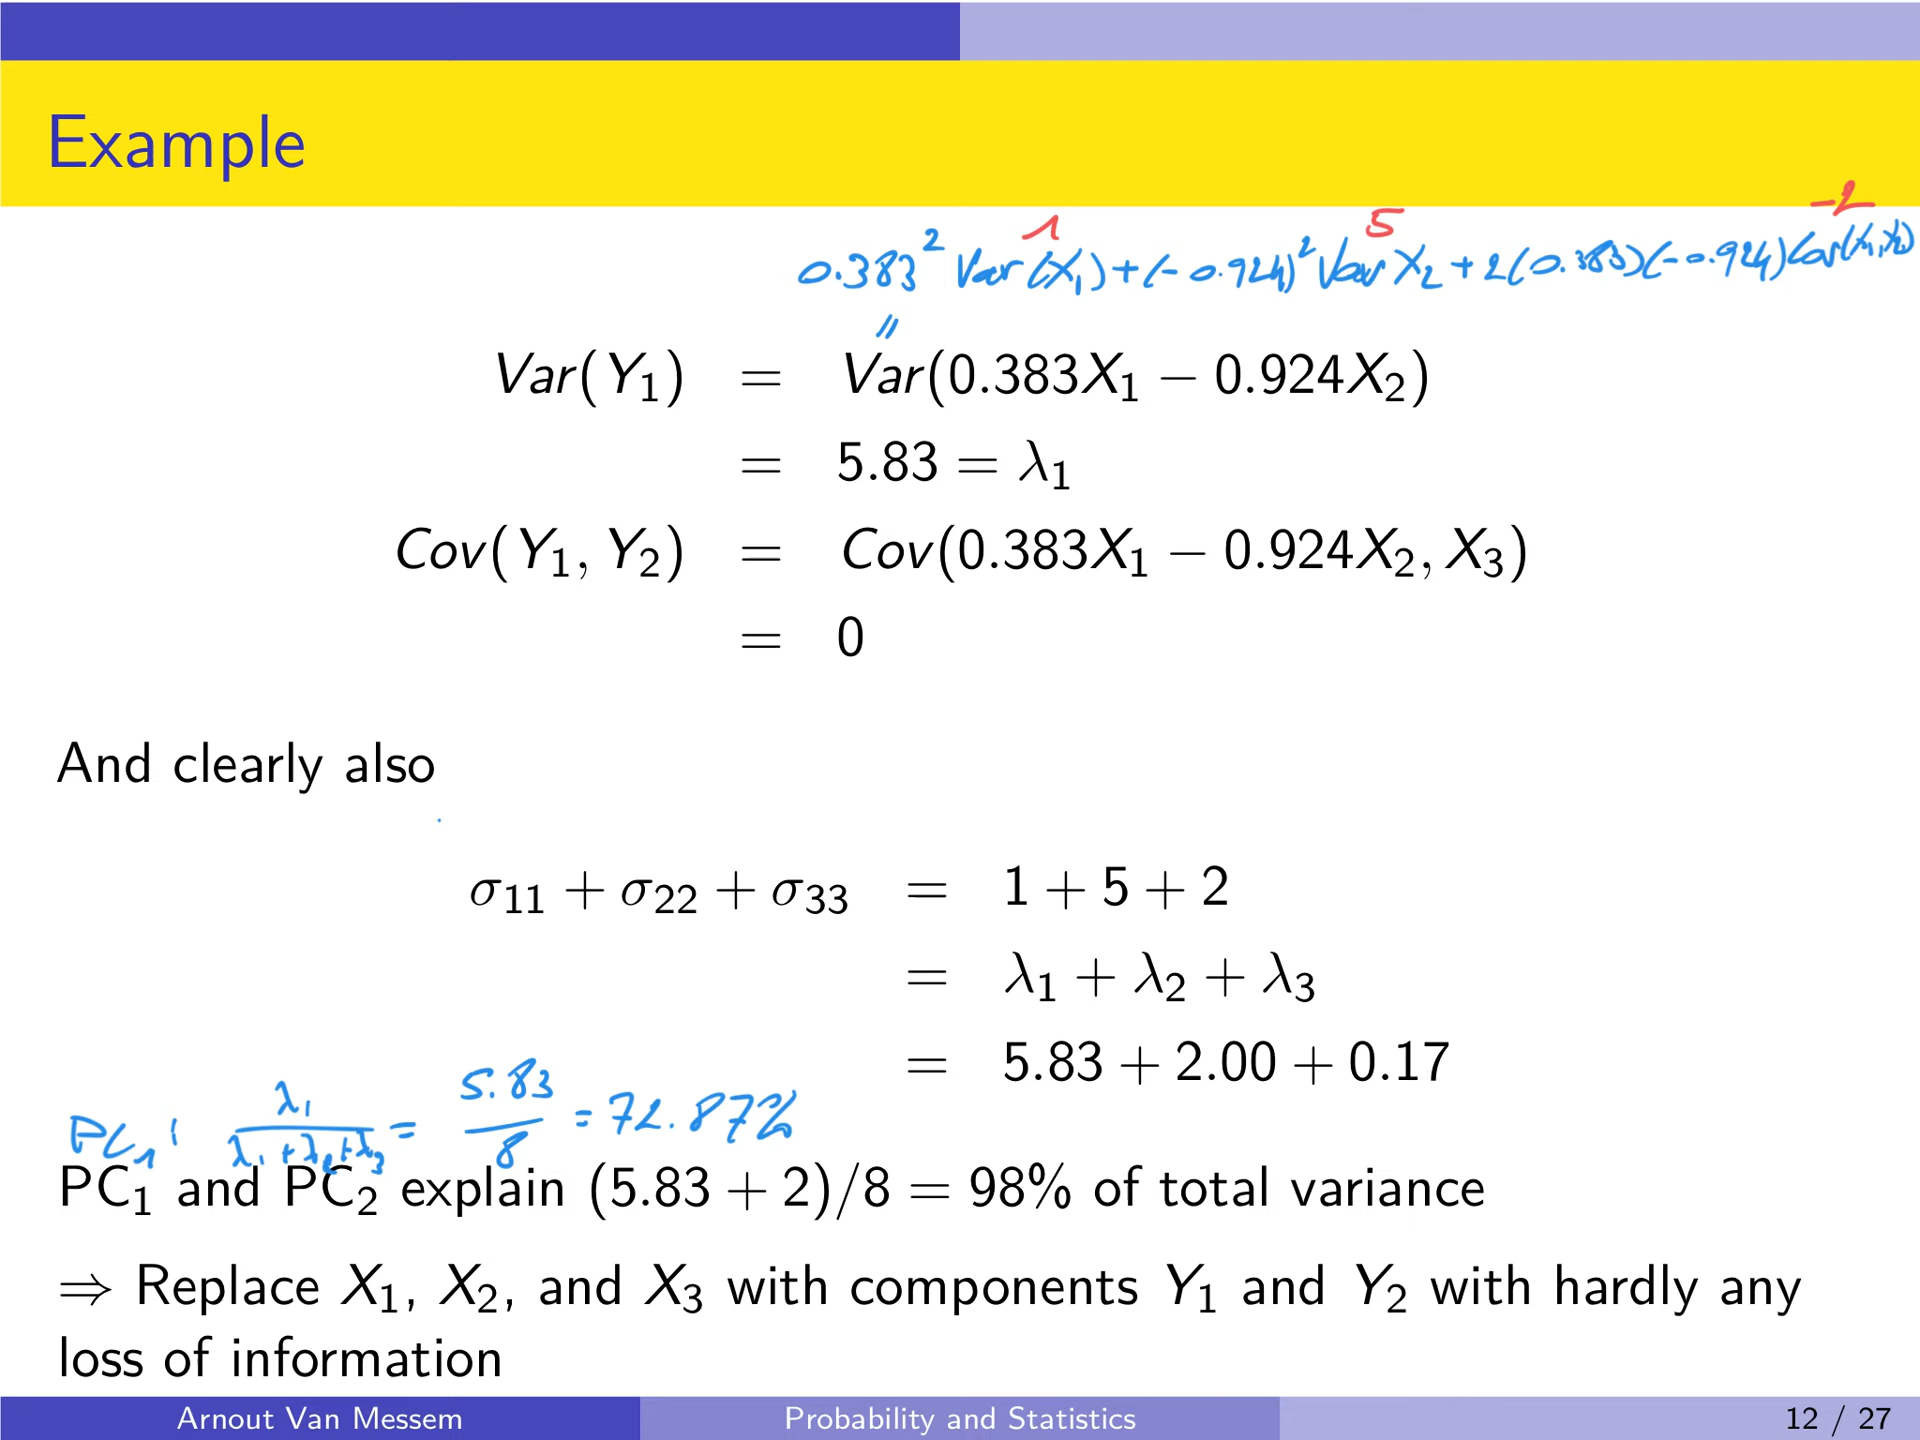 Example
1 5 -2
0.383² Var(X₁)+(-0.924)² Var X₂ + 2(0.383)(-0.924)Cov(X₁,X₂)
=
Var(Y₁) = Var(0.383X₁ − 0.924X₂)
= 5.83 = λ₁
Cov(Y₁, Y₂) = Cov(0.383X₁ − 0.924X₂, X₃)
= 0
And clearly also
σ₁₁ + σ₂₂ + σ₃₃ = 1 + 5 + 2
= λ₁ + λ₂ + λ₃
= 5.83 + 2.00 + 0.17
PC₁: λ₁/(λ₁+λ₂+λ₃) = 5.83/8 = 72.87%
PC₁ and PC₂ explain (5.83 + 2)/8 = 98% of total variance
⇒ Replace X₁, X₂, and X₃ with components Y₁ and Y₂ with hardly any
loss of information
Arnout Van Messem Probability and Statistics 12 / 27